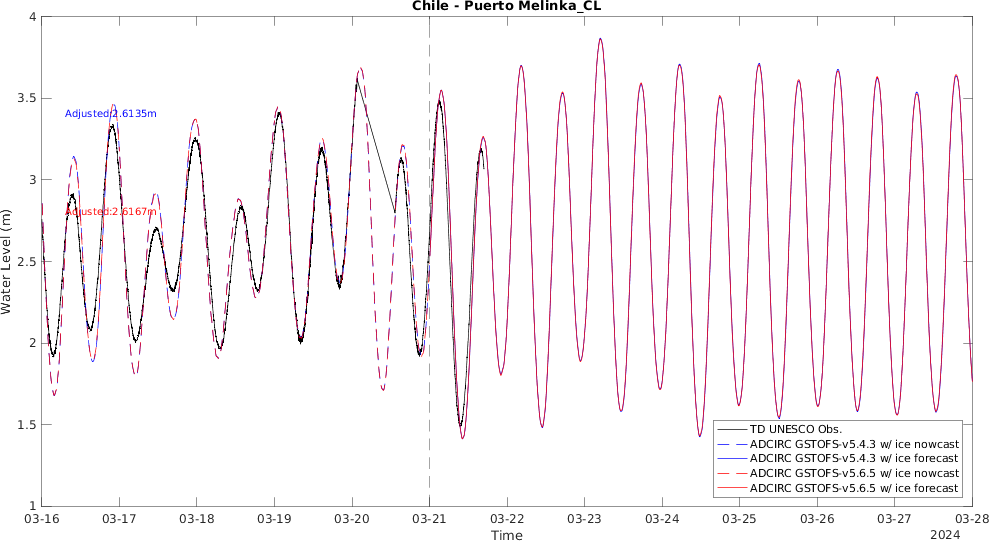 Chile - Puerto Melinka_CL
4
3.5
3
2.5
2
1.5
1
Water Level (m)
Adjusted:2.6135m
Adjusted:2.6167m
TD UNESCO Obs.
ADCIRC GSTOFS-v5.4.3 w/ ice nowcast
ADCIRC GSTOFS-v5.4.3 w/ ice forecast
ADCIRC GSTOFS-v5.6.5 w/ ice nowcast
ADCIRC GSTOFS-v5.6.5 w/ ice forecast
03-16 03-17 03-18 03-19 03-20 03-21 03-22 03-23 03-24 03-25 03-26 03-27 03-28
Time
2024